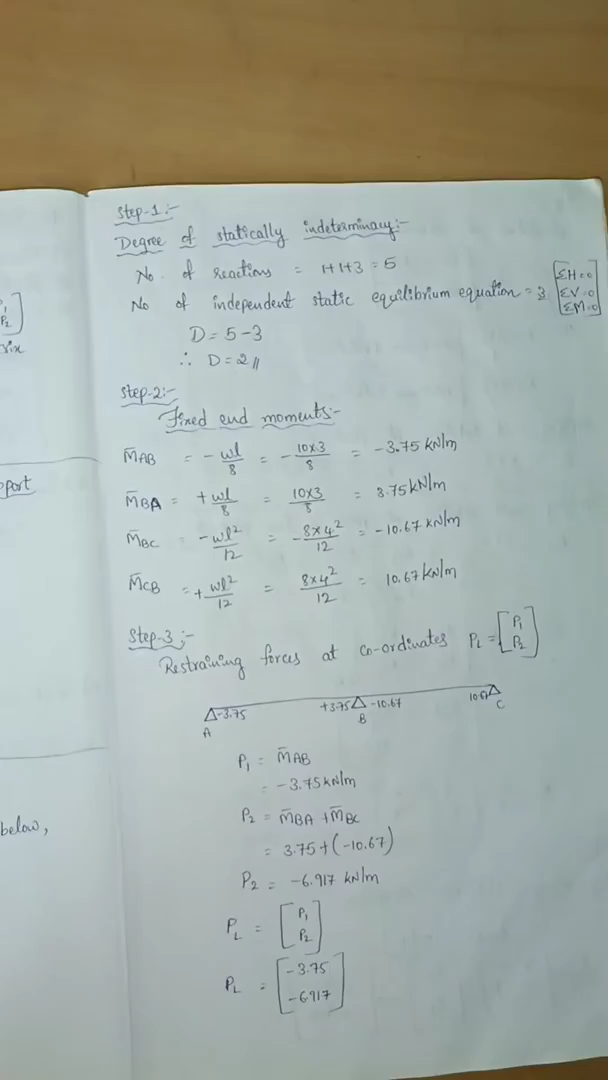 Step-1:-
Degree of statically indeterminacy:-
No. of reactions = 1+1+3 = 5
No of independent static equilibrium equation = 3 [ΣH=0
ΣV=0
ΣM=0]
D = 5-3
∴ D = 2//
Step-2:-
Fixed end moments:-
M̄AB = -wl/8 = -10×3/8 = -3.75 kN/m
M̄BA = +wl/8 = 10×3/8 = 3.75 kN/m
M̄BC = -wl²/12 = -8×4²/12 = -10.67 kN/m
M̄CB = +wl²/12 = 8×4²/12 = 10.67 kN/m
Step-3:-
Restraining forces at co-ordinates PL = [P1
P2]
-3.75 +3.75 -10.67 10.67
A B C
P1 = M̄AB
= -3.75 kN/m
P2 = M̄BA + M̄BC
= 3.75+(-10.67)
P2 = -6.917 kN/m
PL = [P1
P2]
PL = [-3.75
-6917]
P1
P2]
rix
port
below,